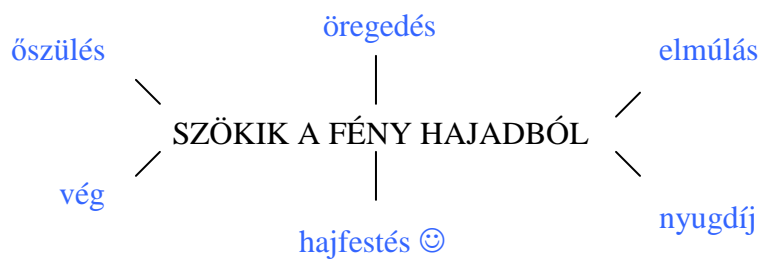 öregedés
őszülés
elmúlás
SZÖKIK A FÉNY HAJADBÓL
vég
nyugdíj
hajfestés ☺